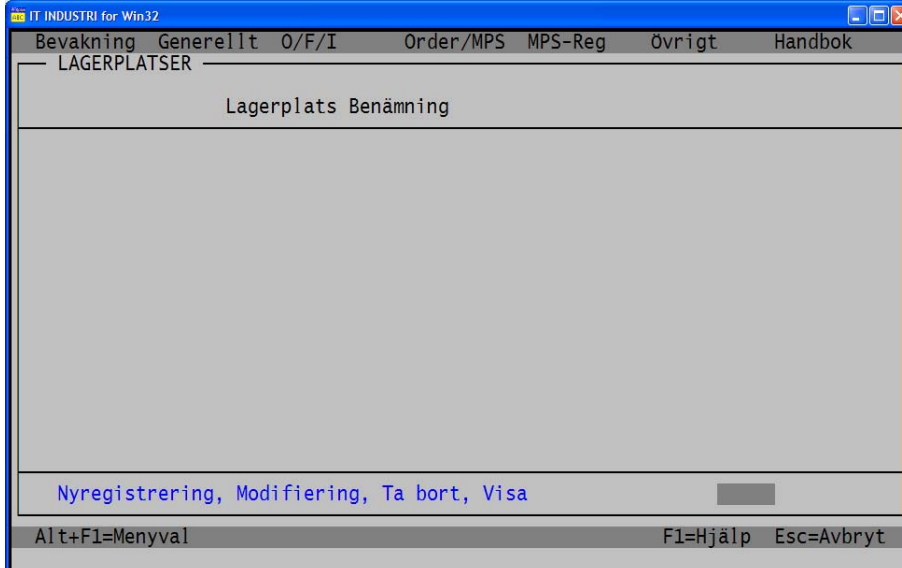 ABC IT INDUSTRI for Win32
Bevakning Generellt O/F/I Order/MPS MPS-Reg Övrigt Handbok
LAGERPLATSER
Lagerplats Benämning
Nyregistrering, Modifiering, Ta bort, Visa
Alt+F1=Menyval F1=Hjälp Esc=Avbryt